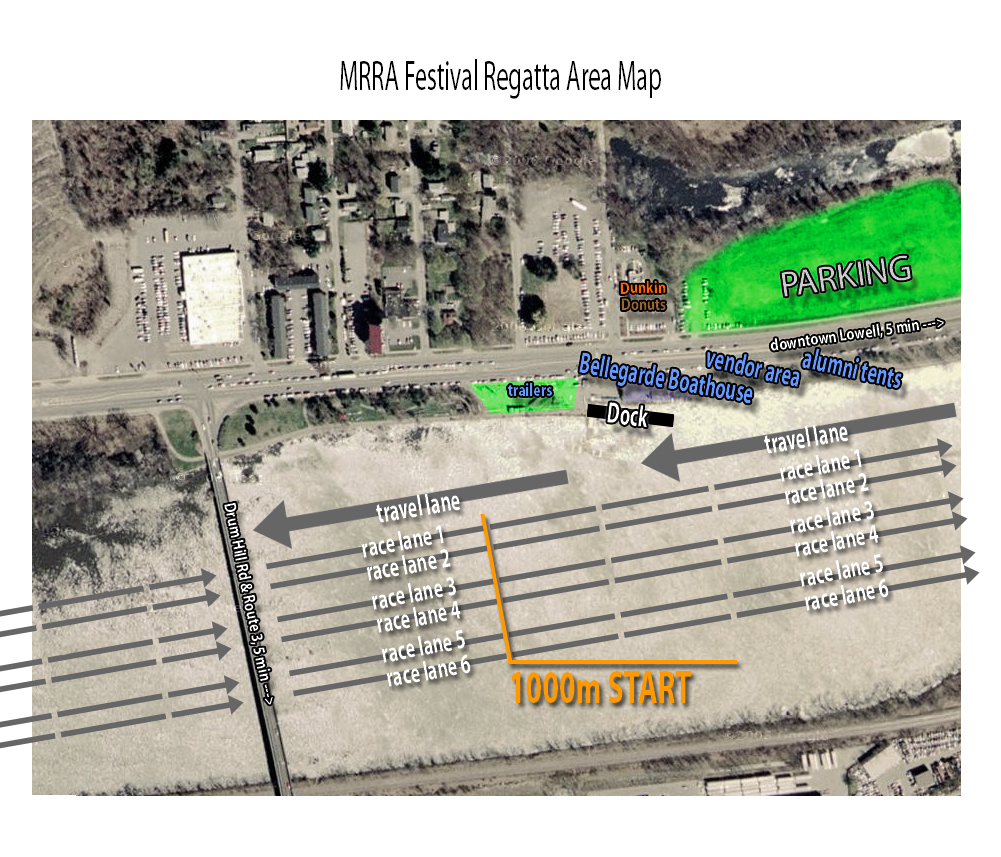 MRRA Festival Regatta Area Map
PARKING
Dunkin
Donuts
downtown Lowell, 5 min --->
Bellegarde Boathouse
vendor area
alumni tents
trailers
Dock
travel lane
race lane 1
race lane 2
race lane 3
race lane 4
race lane 5
race lane 6
travel lane
race lane 1
race lane 2
race lane 3
race lane 4
race lane 5
race lane 6
Drum Hill Rd & Route 3, 5 min --->
1000m START